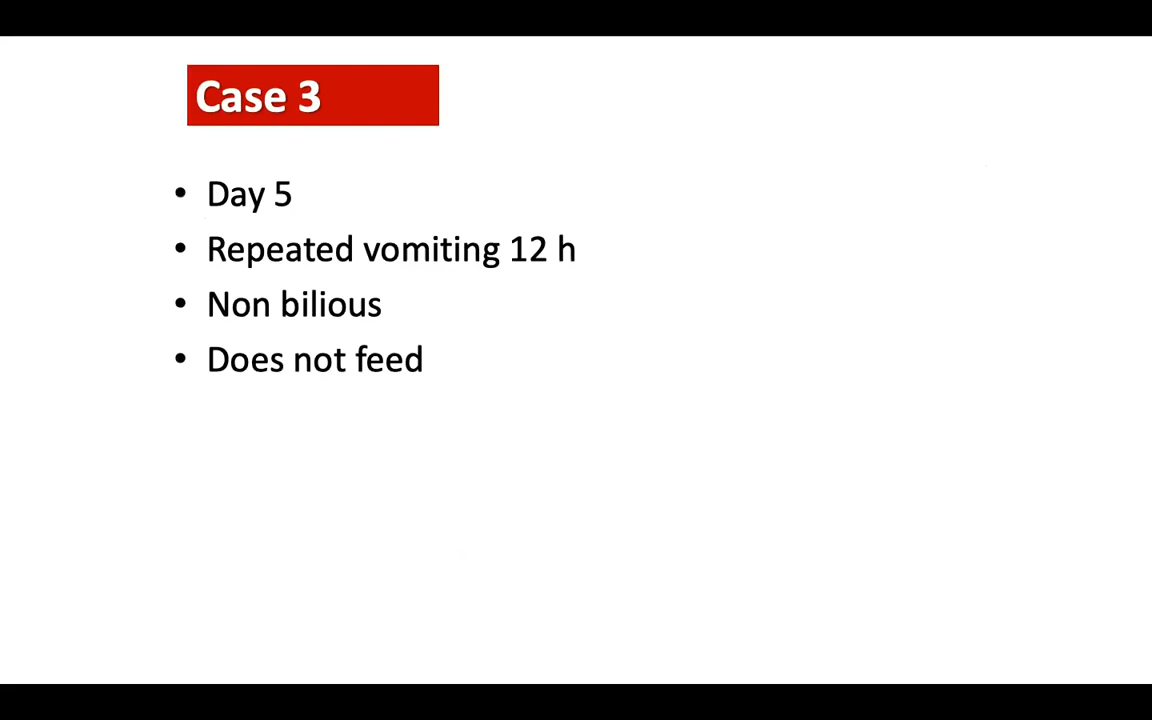 Case 3
• Day 5
• Repeated vomiting 12 h
• Non bilious
• Does not feed